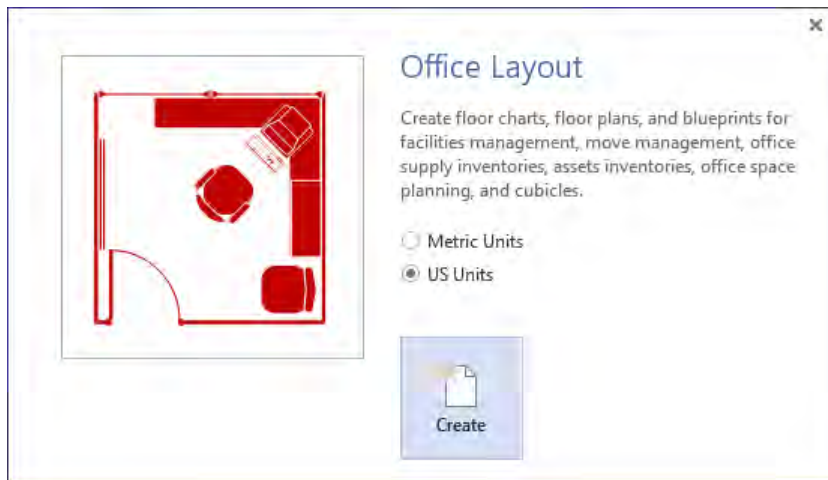 Office Layout
Create floor charts, floor plans, and blueprints for
facilities management, move management, office
supply inventories, assets inventories, office space
planning, and cubicles.
Metric Units
US Units
Create